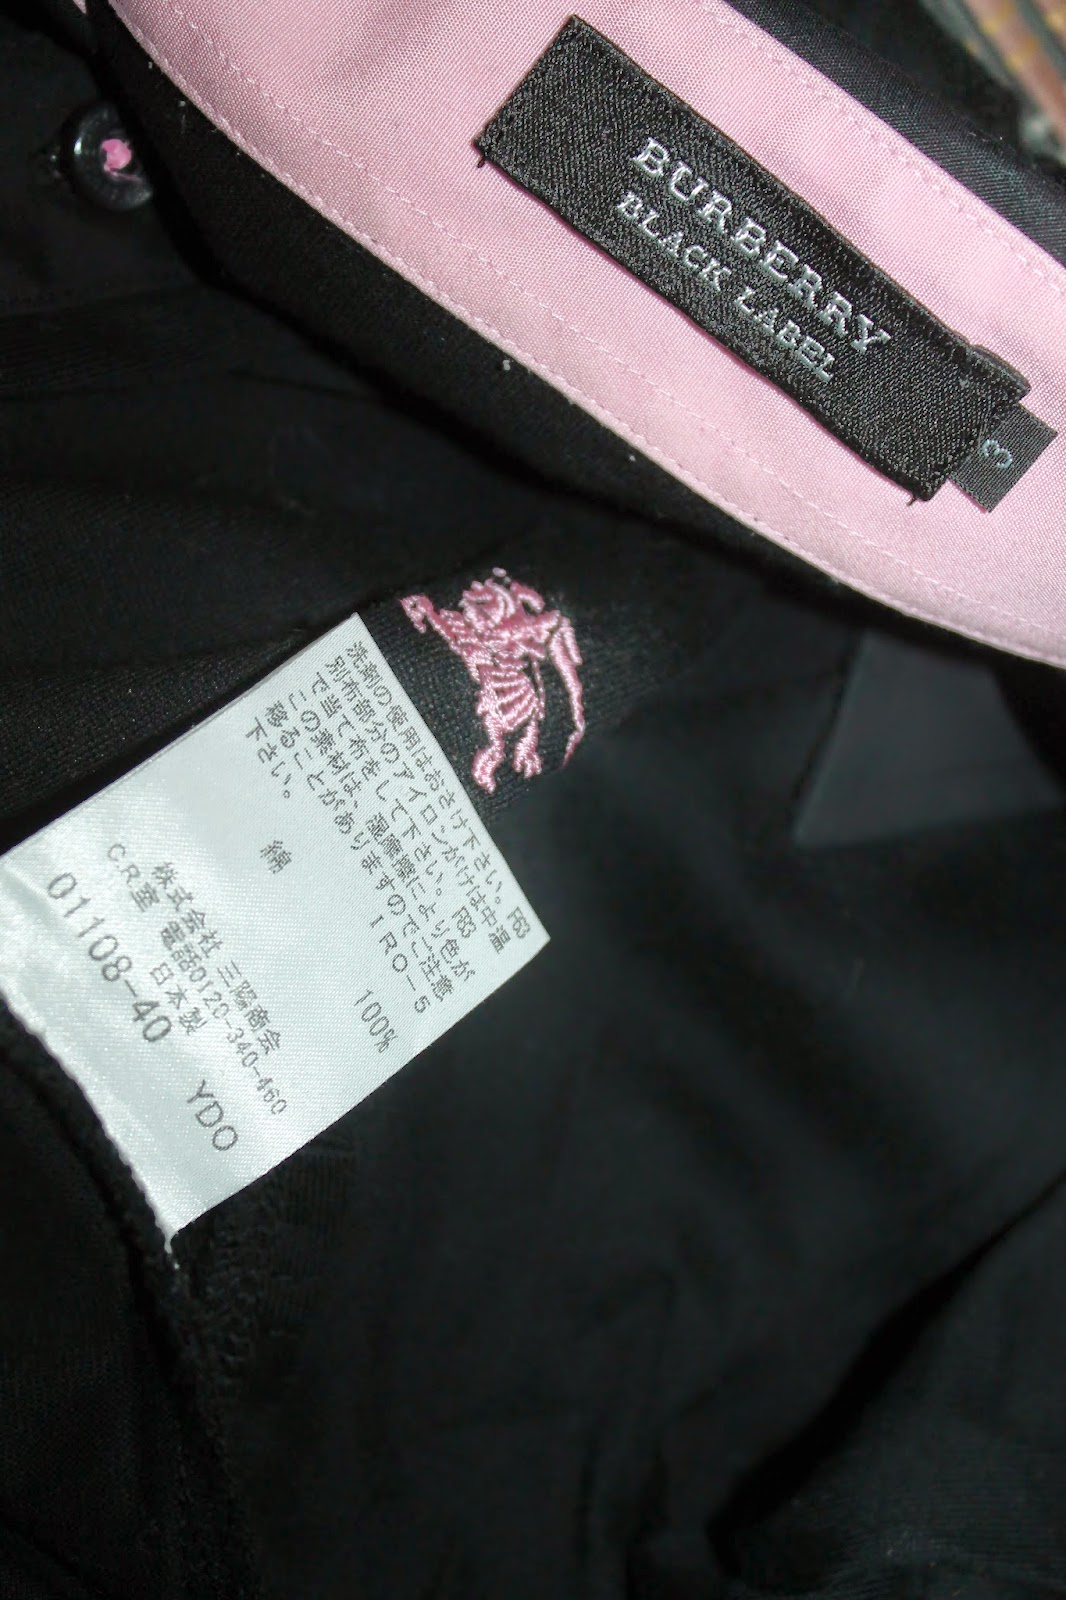 BURBERRY
BLACK LABEL
3
洗剤の使用はおさけ下さい。 F63
別布部分のアイロンがけは中温
で当て布をして下さい。 F83
この素材は、湿摩擦により色が
移ることがありますのでご注意
下さい。 IRO-5
綿 100%
株式会社 三陽商会
C.R.室 電話0120-340-460
日本製
01108-40 YDO